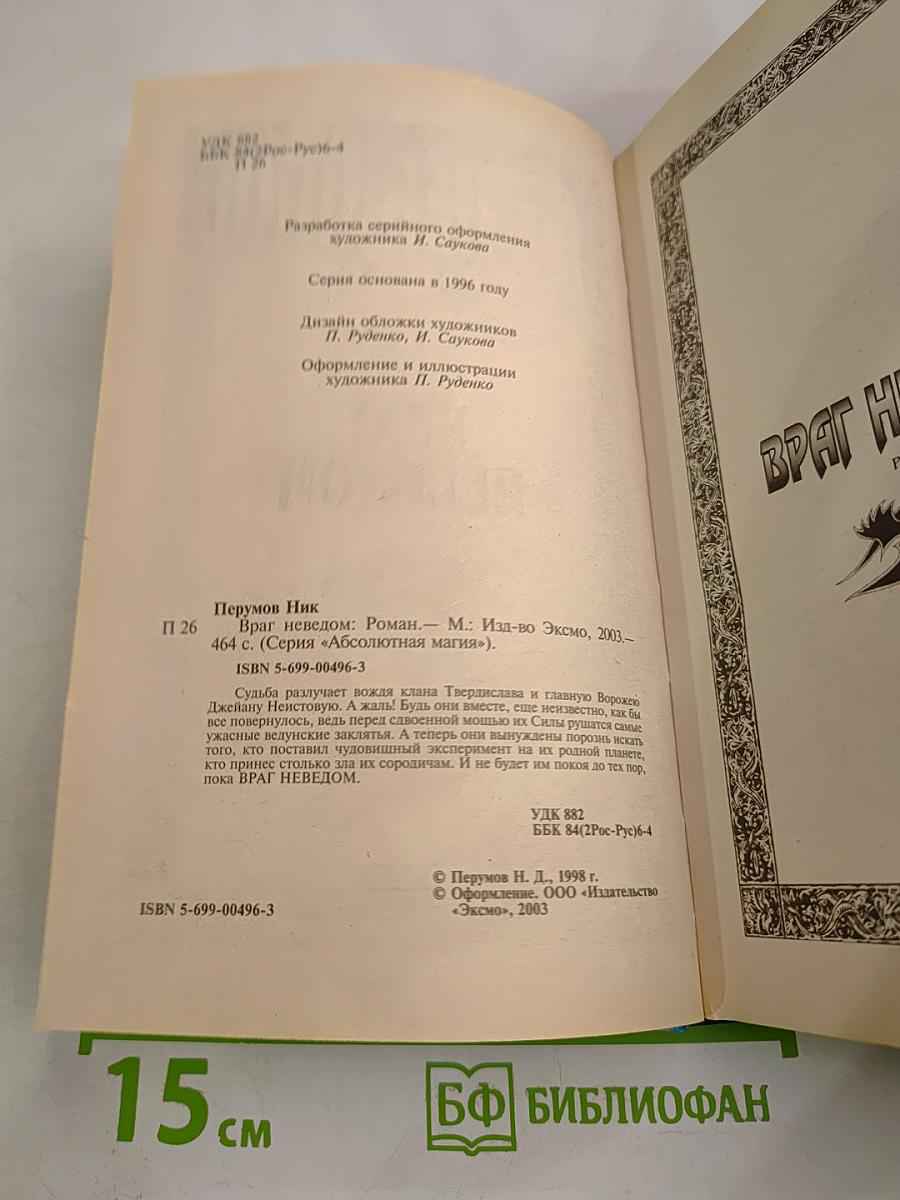 УДК 882
ББК 84(2Рос-Рус)6-4
П 26
Разработка серийного оформления
художника И. Саукова
Серия основана в 1996 году
Дизайн обложки художников
П. Руденко, И. Саукова
Оформление и иллюстрации
художника П. Руденко
Перумов Ник
П 26 Враг неведом: Роман.— М.: Изд-во Эксмо, 2003.—
464 с. (Серия «Абсолютная магия»).
ISBN 5-699-00496-3
Судьба разлучает вождя клана Твердислава и главную Ворожею
Джейану Неистовую. А жаль! Будь они вместе, еще неизвестно, как бы
все повернулось, ведь перед сдвоенной мощью их Силы рушатся самые
ужасные ведунские заклятья. А теперь они вынуждены порознь искать
того, кто поставил чудовищный эксперимент на их родной планете,
кто принес столько зла их сородичам. И не будет им покоя до тех пор,
пока ВРАГ НЕВЕДОМ.
УДК 882
ББК 84(2Рос-Рус)6-4
© Перумов Н. Д., 1998 г.
© Оформление. ООО «Издательство
«Эксмо», 2003
ISBN 5-699-00496-3
ВРАГ
15 см
БФ БИБЛИОФАН